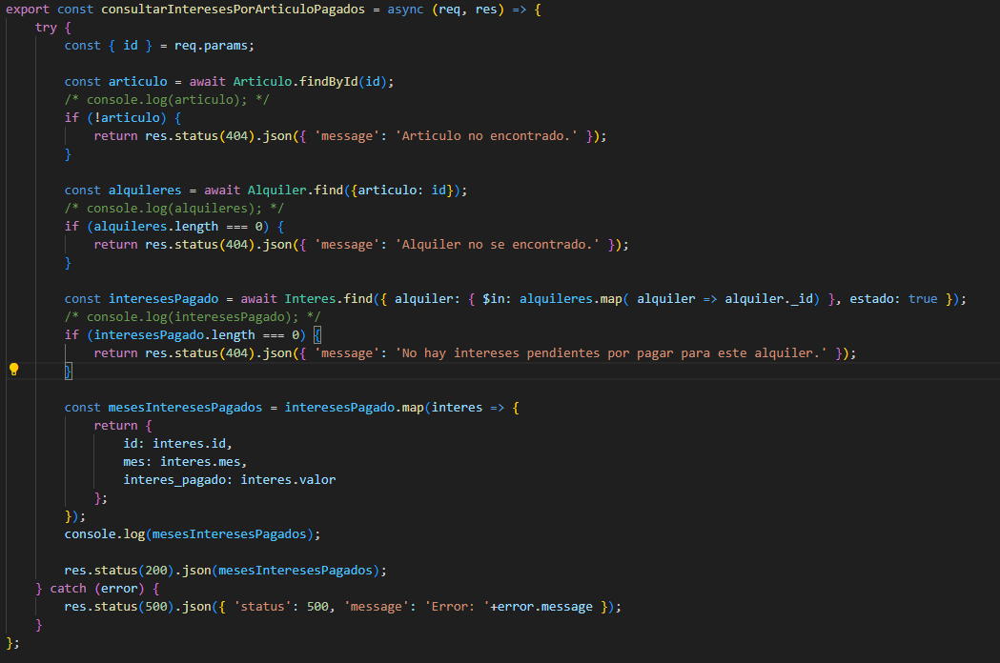 export const consultarInteresesPorArticuloPagados = async (req, res) => {
    try {
        const { id } = req.params;

        const articulo = await Articulo.findById(id);
        /* console.log(articulo); */
        if (!articulo) {
            return res.status(404).json({ 'message': 'Articulo no encontrado.' });
        }

        const alquileres = await Alquiler.find({articulo: id});
        /* console.log(alquileres); */
        if (alquileres.length === 0) {
            return res.status(404).json({ 'message': 'Alquiler no se encontrado.' });
        }

        const interesesPagado = await Interes.find({ alquiler: { $in: alquileres.map( alquiler => alquiler._id) }, estado: true });
        /* console.log(interesesPagado); */
        if (interesesPagado.length === 0) {
            return res.status(404).json({ 'message': 'No hay intereses pendientes por pagar para este alquiler.' });
        }

        const mesesInteresesPagados = interesesPagado.map(interes => {
            return {
                id: interes.id,
                mes: interes.mes,
                interes_pagado: interes.valor
            };
        });
        console.log(mesesInteresesPagados);

        res.status(200).json(mesesInteresesPagados);
    } catch (error) {
        res.status(500).json({ 'status': 500, 'message': 'Error: '+error.message });
    }
};